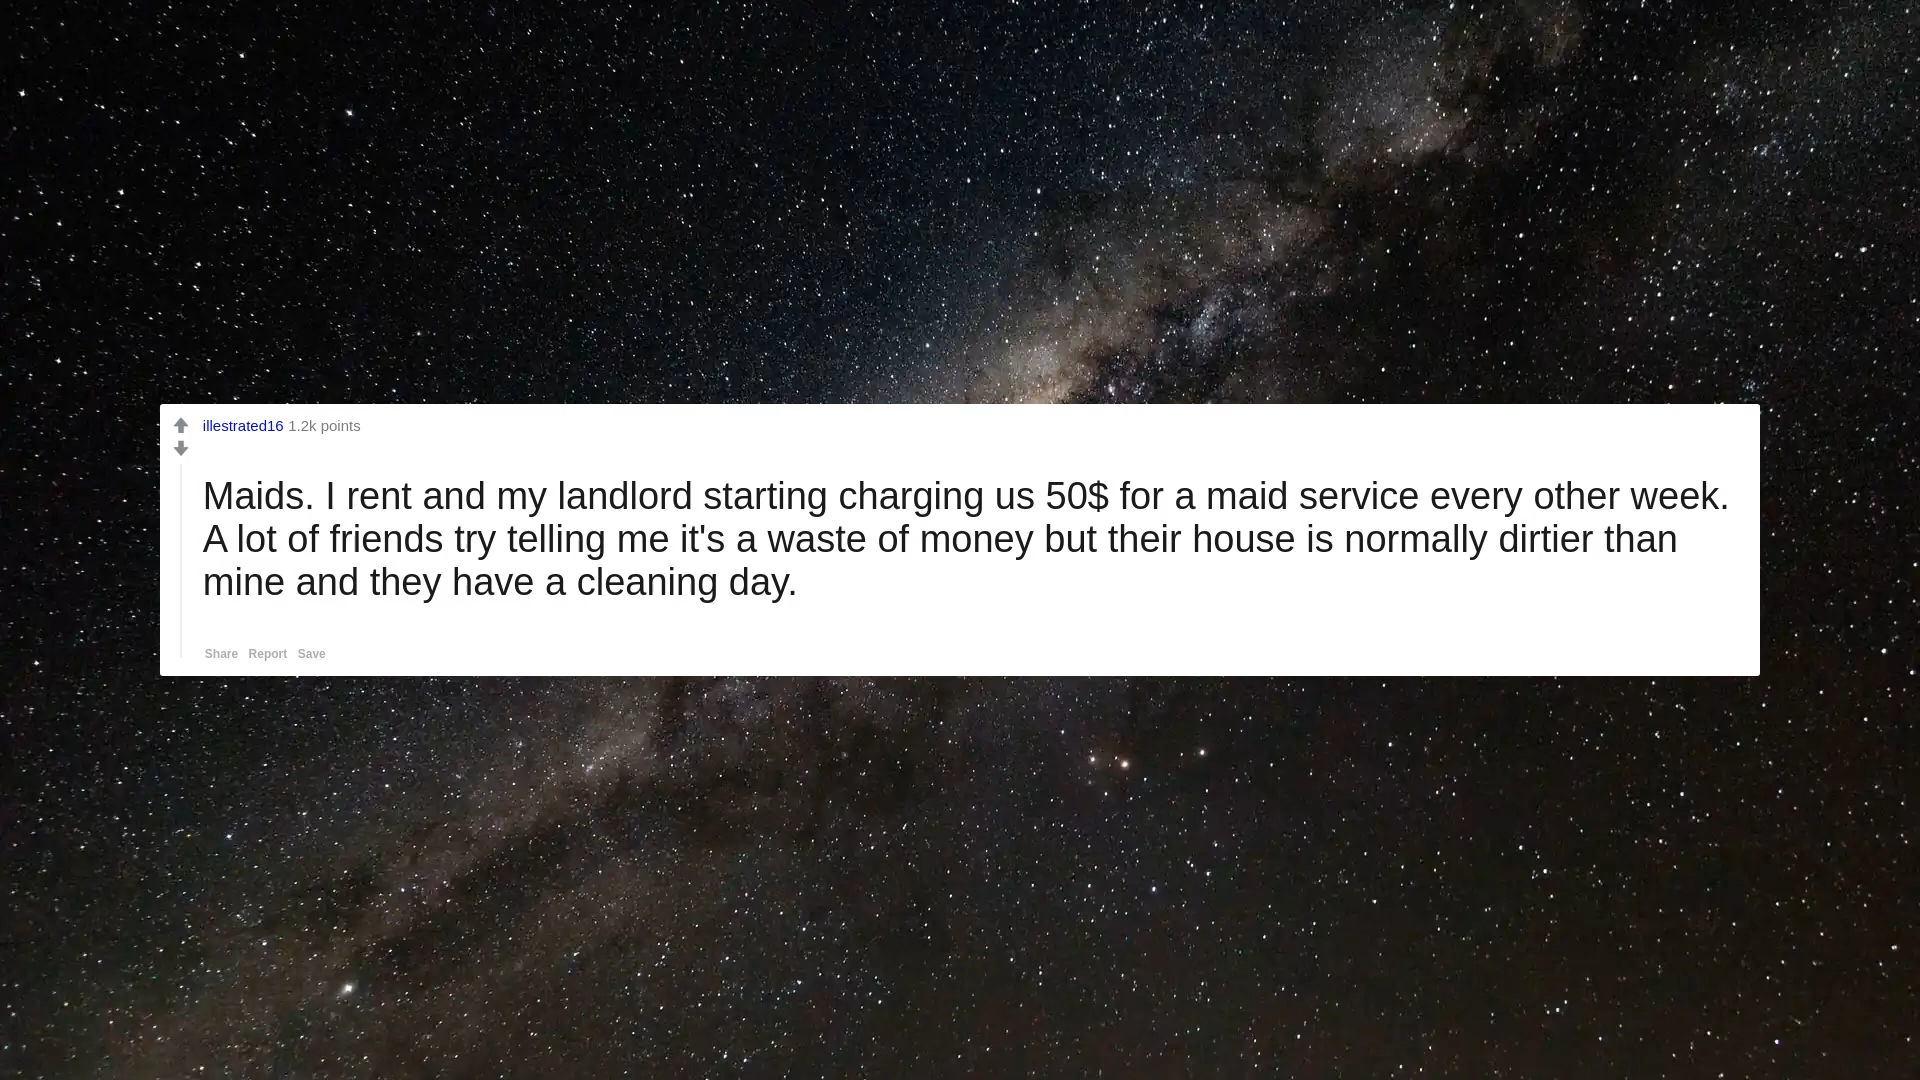 illestrated16 1.2k points
Maids. I rent and my landlord starting charging us 50$ for a maid service every other week.
A lot of friends try telling me it's a waste of money but their house is normally dirtier than
mine and they have a cleaning day.
Share Report Save